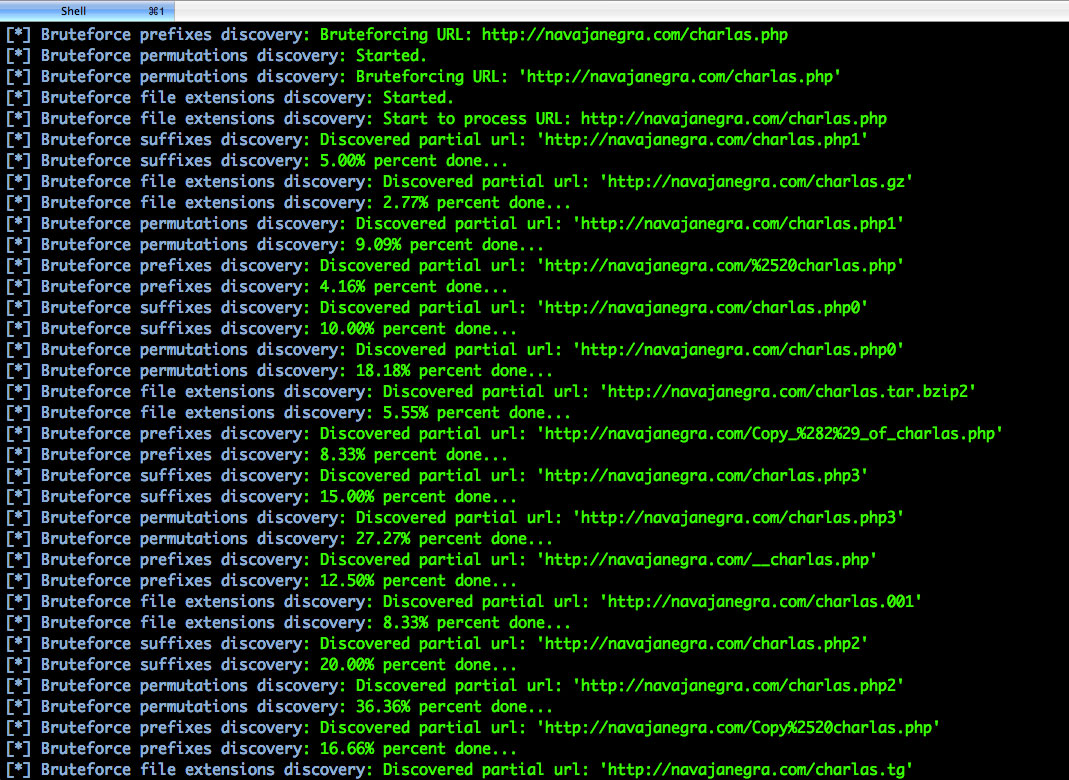 Shell ⌘1
[*] Bruteforce prefixes discovery: Bruteforcing URL: http://navajanegra.com/charlas.php
[*] Bruteforce permutations discovery: Started.
[*] Bruteforce permutations discovery: Bruteforcing URL: 'http://navajanegra.com/charlas.php'
[*] Bruteforce file extensions discovery: Started.
[*] Bruteforce file extensions discovery: Start to process URL: http://navajanegra.com/charlas.php
[*] Bruteforce suffixes discovery: Discovered partial url: 'http://navajanegra.com/charlas.php1'
[*] Bruteforce suffixes discovery: 5.00% percent done...
[*] Bruteforce file extensions discovery: Discovered partial url: 'http://navajanegra.com/charlas.gz'
[*] Bruteforce file extensions discovery: 2.77% percent done...
[*] Bruteforce permutations discovery: Discovered partial url: 'http://navajanegra.com/charlas.php1'
[*] Bruteforce permutations discovery: 9.09% percent done...
[*] Bruteforce prefixes discovery: Discovered partial url: 'http://navajanegra.com/%2520charlas.php'
[*] Bruteforce prefixes discovery: 4.16% percent done...
[*] Bruteforce suffixes discovery: Discovered partial url: 'http://navajanegra.com/charlas.php0'
[*] Bruteforce suffixes discovery: 10.00% percent done...
[*] Bruteforce permutations discovery: Discovered partial url: 'http://navajanegra.com/charlas.php0'
[*] Bruteforce permutations discovery: 18.18% percent done...
[*] Bruteforce file extensions discovery: Discovered partial url: 'http://navajanegra.com/charlas.tar.bzip2'
[*] Bruteforce file extensions discovery: 5.55% percent done...
[*] Bruteforce prefixes discovery: Discovered partial url: 'http://navajanegra.com/Copy_%282%29_of_charlas.php'
[*] Bruteforce prefixes discovery: 8.33% percent done...
[*] Bruteforce suffixes discovery: Discovered partial url: 'http://navajanegra.com/charlas.php3'
[*] Bruteforce suffixes discovery: 15.00% percent done...
[*] Bruteforce permutations discovery: Discovered partial url: 'http://navajanegra.com/charlas.php3'
[*] Bruteforce permutations discovery: 27.27% percent done...
[*] Bruteforce prefixes discovery: Discovered partial url: 'http://navajanegra.com/__charlas.php'
[*] Bruteforce prefixes discovery: 12.50% percent done...
[*] Bruteforce file extensions discovery: Discovered partial url: 'http://navajanegra.com/charlas.001'
[*] Bruteforce file extensions discovery: 8.33% percent done...
[*] Bruteforce suffixes discovery: Discovered partial url: 'http://navajanegra.com/charlas.php2'
[*] Bruteforce suffixes discovery: 20.00% percent done...
[*] Bruteforce permutations discovery: Discovered partial url: 'http://navajanegra.com/charlas.php2'
[*] Bruteforce permutations discovery: 36.36% percent done...
[*] Bruteforce prefixes discovery: Discovered partial url: 'http://navajanegra.com/Copy%2520charlas.php'
[*] Bruteforce prefixes discovery: 16.66% percent done...
[*] Bruteforce file extensions discovery: Discovered partial url: 'http://navajanegra.com/charlas.tg'